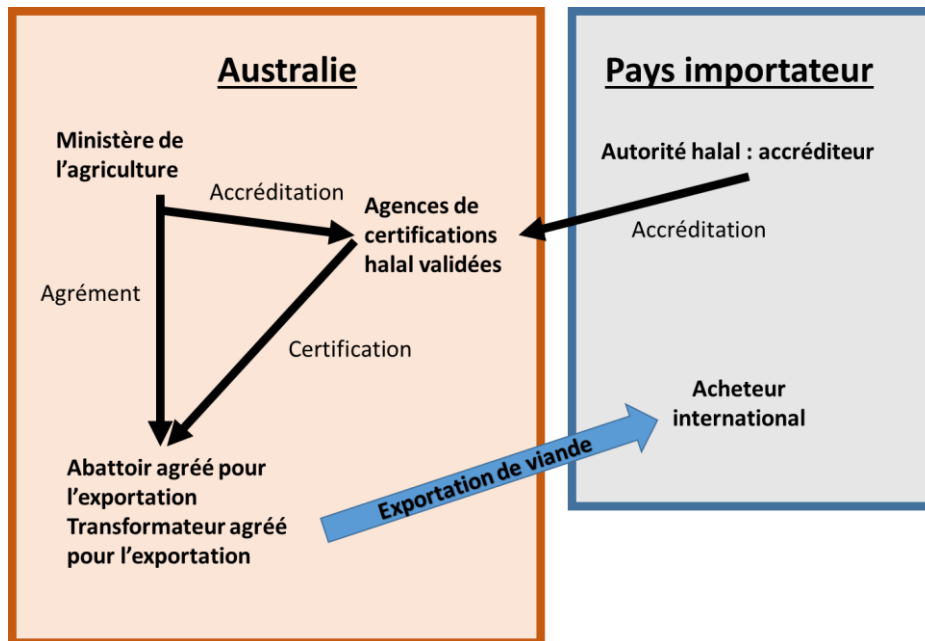 Australie
Ministère de
l'agriculture
Accréditation
Agences de
certifications
halal validées
Agrément
Certification
Abattoir agréé pour
l'exportation
Transformateur agréé
pour l'exportation
Exportation de viande
Pays importateur
Autorité halal : accréditeur
Accréditation
Acheteur
international